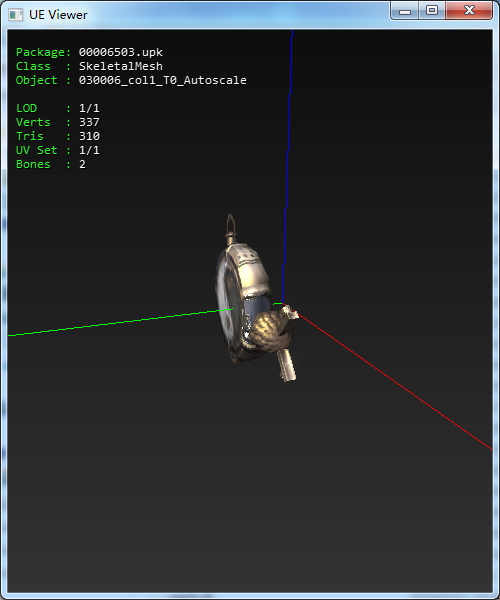 UE Viewer
Package: 00006503.upk
Class : SkeletalMesh
Object : 030006_col1_T0_Autoscale
LOD : 1/1
Verts : 337
Tris : 310
UV Set : 1/1
Bones : 2